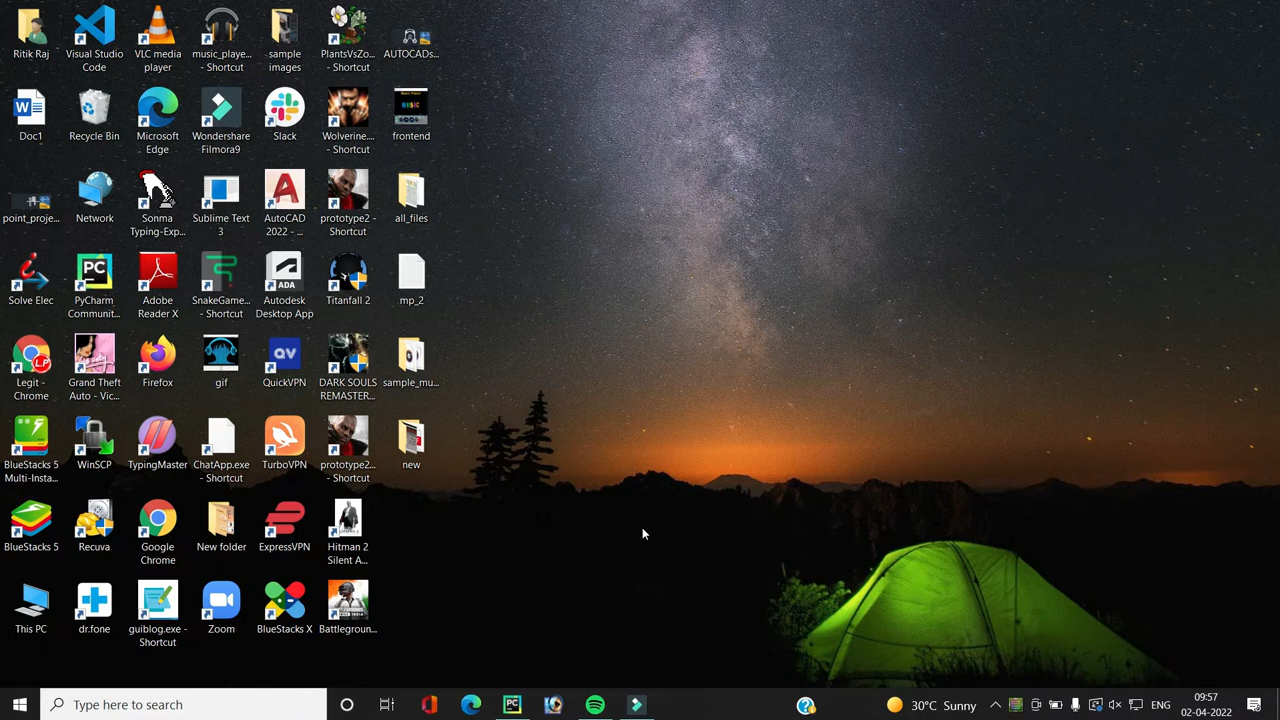 Ritik Raj
Visual Studio
Code
VLC media
player
music_playe...
- Shortcut
sample
images
PlantsVsZo...
- Shortcut
AUTOCADs...
Doc1
Recycle Bin
Microsoft
Edge
Wondershare
Filmora9
Slack
Wolverine....
- Shortcut
frontend
point_proje...
Network
Sonma
Typing-Exp...
Sublime Text
3
AutoCAD
2022 - ...
prototype2 -
Shortcut
all_files
Solve Elec
PyCharm
Communit...
Adobe
Reader X
SnakeGame...
- Shortcut
Autodesk
Desktop App
Titanfall 2
mp_2
Legit -
Chrome
Grand Theft
Auto - Vic...
Firefox
gif
QuickVPN
DARK SOULS
REMASTER...
sample_mu...
BlueStacks 5
Multi-Insta...
WinSCP
TypingMaster
ChatApp.exe
- Shortcut
TurboVPN
prototype2...
- Shortcut
new
BlueStacks 5
Recuva
Google
Chrome
New folder
ExpressVPN
Hitman 2
Silent A...
This PC
dr.fone
guiblog.exe -
Shortcut
Zoom
BlueStacks X
Battlegroun...
Type here to search
30°C Sunny
ENG
09:57
02-04-2022